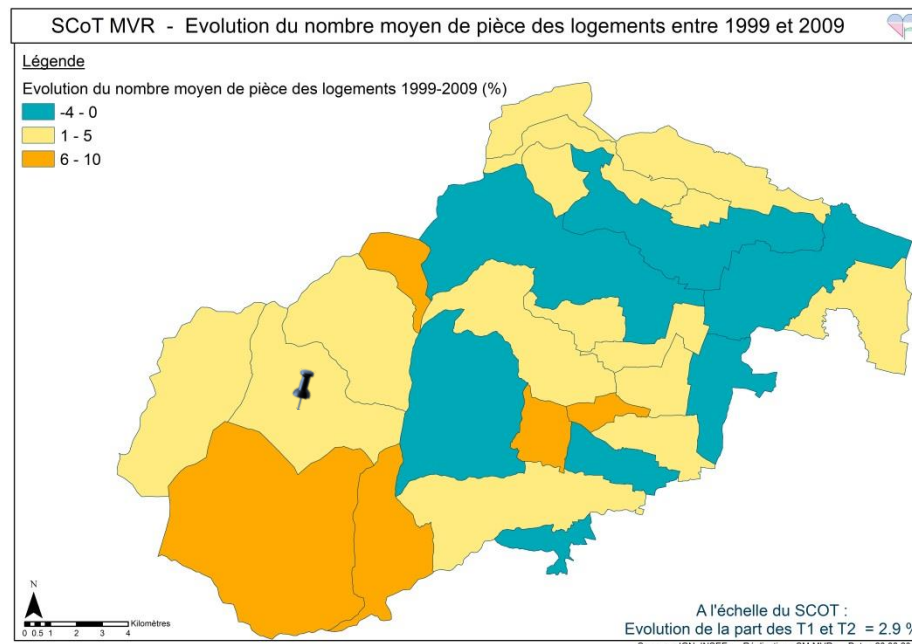 SCoT MVR - Evolution du nombre moyen de pièce des logements entre 1999 et 2009
Légende
Evolution du nombre moyen de pièce des logements 1999-2009 (%)
-4 - 0
1 - 5
6 - 10
N
0 0.5 1 2 3 4 Kilomètres
A l'échelle du SCOT :
Evolution de la part des T1 et T2 = 2.9 %